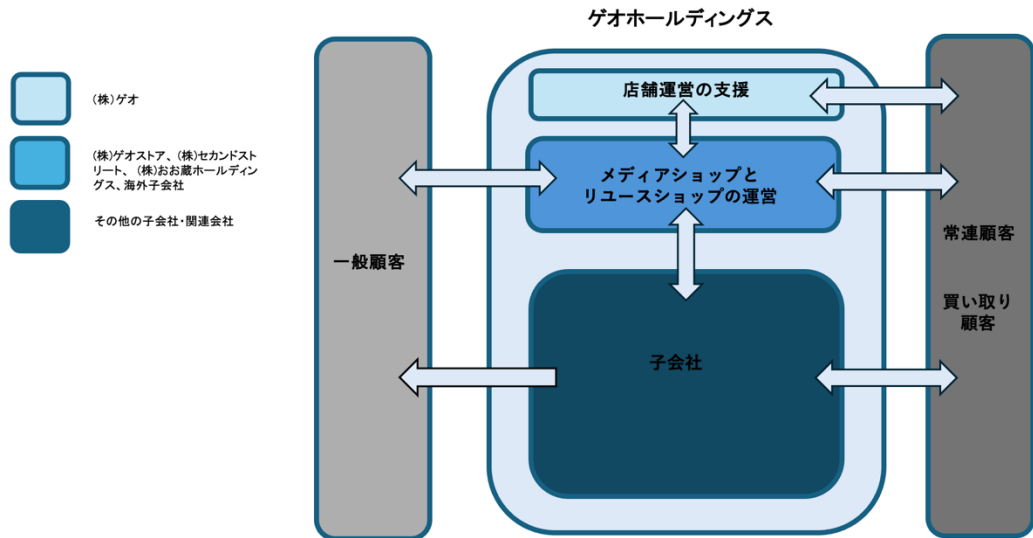 ゲオホールディングス
(株)ゲオ
(株)ゲオストア、(株)セカンドスト
リート、(株)おお蔵ホールディン
グス、海外子会社
その他の子会社・関連会社
一般顧客
店舗運営の支援
メディアショップと
リユースショップの運営
子会社
常連顧客
買い取り
顧客